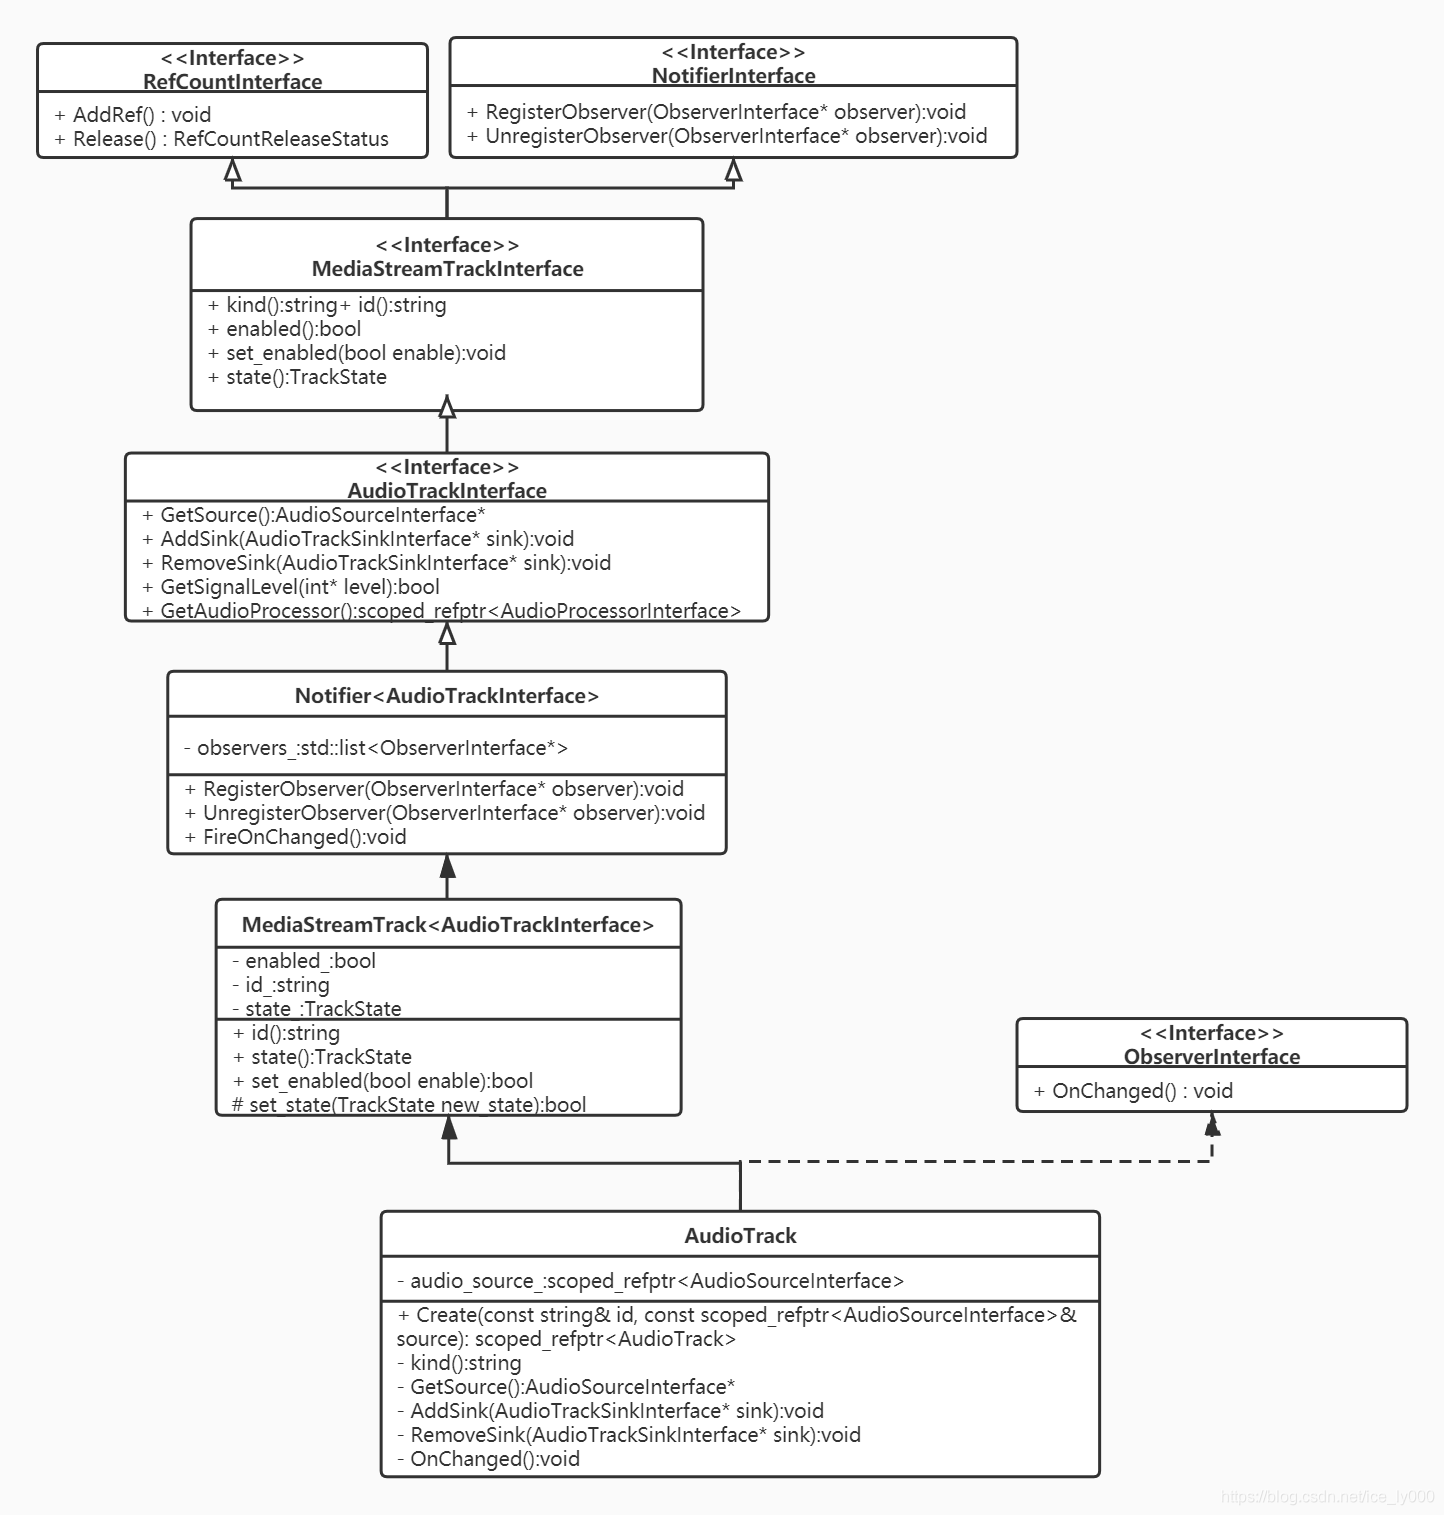 <<Interface>>
RefCountInterface
+ AddRef() : void
+ Release() : RefCountReleaseStatus
<<Interface>>
NotifierInterface
+ RegisterObserver(ObserverInterface* observer):void
+ UnregisterObserver(ObserverInterface* observer):void
<<Interface>>
MediaStreamTrackInterface
+ kind():string+ id():string
+ enabled():bool
+ set_enabled(bool enable):void
+ state():TrackState
<<Interface>>
AudioTrackInterface
+ GetSource():AudioSourceInterface*
+ AddSink(AudioTrackSinkInterface* sink):void
+ RemoveSink(AudioTrackSinkInterface* sink):void
+ GetSignalLevel(int* level):bool
+ GetAudioProcessor():scoped_refptr<AudioProcessorInterface>
Notifier<AudioTrackInterface>
- observers_:std::list<ObserverInterface*>
+ RegisterObserver(ObserverInterface* observer):void
+ UnregisterObserver(ObserverInterface* observer):void
+ FireOnChanged():void
MediaStreamTrack<AudioTrackInterface>
- enabled_:bool
- id_:string
- state_:TrackState
+ id():string
+ state():TrackState
+ set_enabled(bool enable):bool
# set_state(TrackState new_state):bool
<<Interface>>
ObserverInterface
+ OnChanged() : void
AudioTrack
- audio_source_:scoped_refptr<AudioSourceInterface>
+ Create(const string& id, const scoped_refptr<AudioSourceInterface>&
source): scoped_refptr<AudioTrack>
- kind():string
- GetSource():AudioSourceInterface*
- AddSink(AudioTrackSinkInterface* sink):void
- RemoveSink(AudioTrackSinkInterface* sink):void
- OnChanged():void
https://blog.csdn.net/ice_ly000